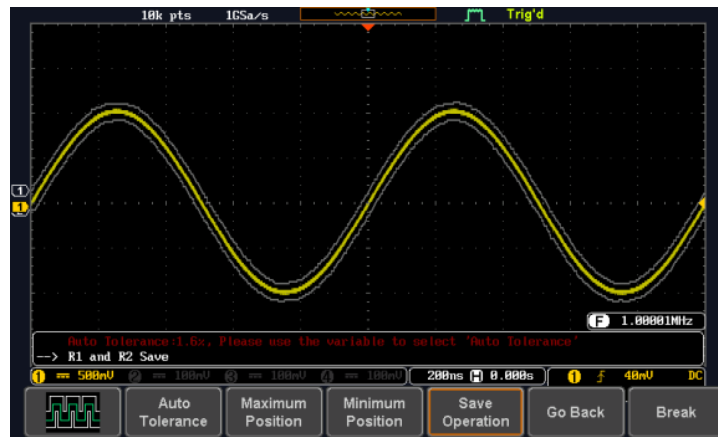 10k pts 1GSa/s Trig'd
1
1
F 1.00001MHz
Auto Tolerance:1.6%, Please use the variable to select 'Auto Tolerance'
--> R1 and R2 Save
1 500mV 2 100mV 3 100mV 4 100mV 200ns H 0.000s 1 40mV DC
Auto Tolerance
Maximum Position
Minimum Position
Save Operation
Go Back
Break